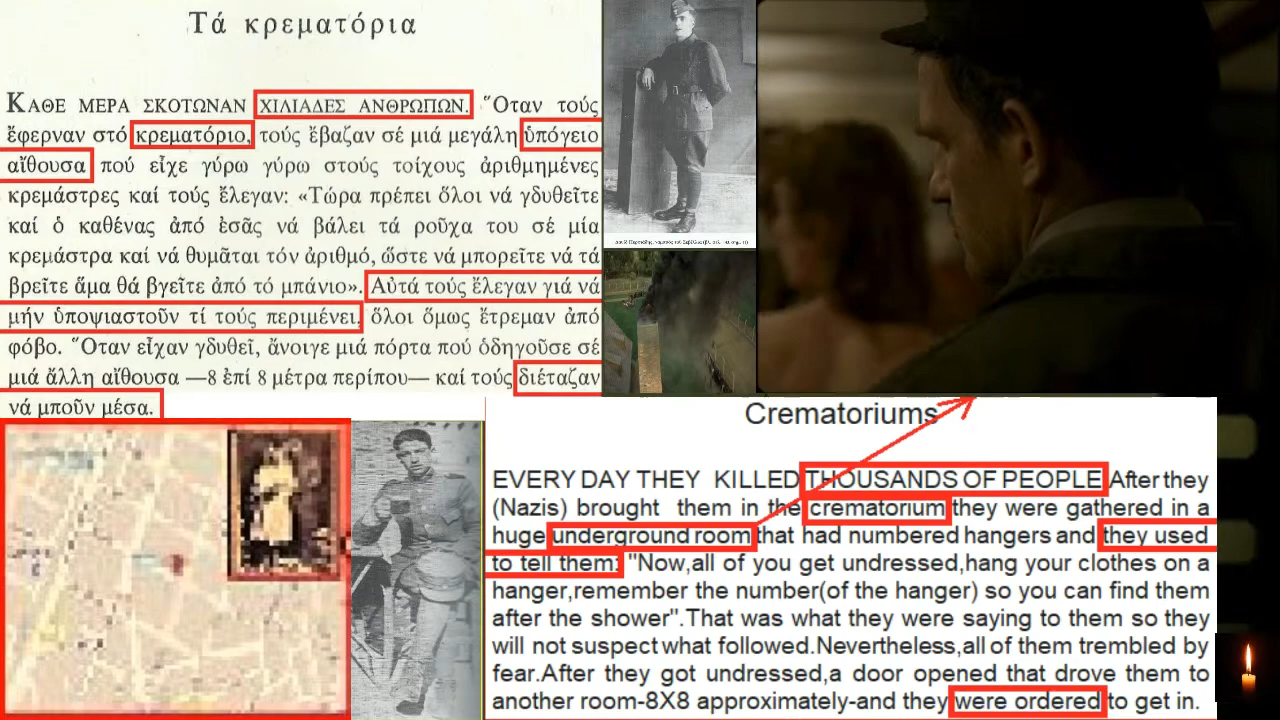 Τά κρεματόρια
ΚΑΘΕ ΜΕΡΑ ΣΚΟΤΩΝΑΝ ΧΙΛΙΑΔΕΣ ΑΝΘΡΩΠΩΝ. Ὅταν τούς
ἔφερναν στό κρεματόριο, τούς ἔβαζαν σέ μιά μεγάλη ὑπόγειο
αἴθουσα πού εἶχε γύρω γύρω στούς τοίχους ἀριθμημένες
κρεμάστρες καί τούς ἔλεγαν: «Τώρα πρέπει ὅλοι νά γδυθεῖτε
καί ὁ καθένας ἀπό ἐσᾶς νά βάλει τά ροῦχα του σέ μία
κρεμάστρα καί νά θυμᾶται τόν ἀριθμό, ὥστε νά μπορεῖτε νά τά
βρεῖτε ἅμα θά βγεῖτε ἀπό τό μπάνιο». Αὐτά τούς ἔλεγαν γιά νά
μήν ὑποψιαστοῦν τί τούς περιμένει, ὅλοι ὅμως ἔτρεμαν ἀπό
φόβο. Ὅταν εἶχαν γδυθεῖ, ἄνοιγε μιά πόρτα πού ὁδηγοῦσε σέ
μιά ἄλλη αἴθουσα —8 ἐπί 8 μέτρα περίπου— καί τούς διέταζαν
νά μποῦν μέσα.
Crematoriums
EVERY DAY THEY KILLED THOUSANDS OF PEOPLE After they
(Nazis) brought them in the crematorium they were gathered in a
huge underground room that had numbered hangers and they used
to tell them: "Now,all of you get undressed,hang your clothes on a
hanger,remember the number(of the hanger) so you can find them
after the shower".That was what they were saying to them so they
will not suspect what followed.Nevertheless,all of them trembled by
fear.After they got undressed,a door opened that drove them to
another room-8X8 approximately-and they were ordered to get in.